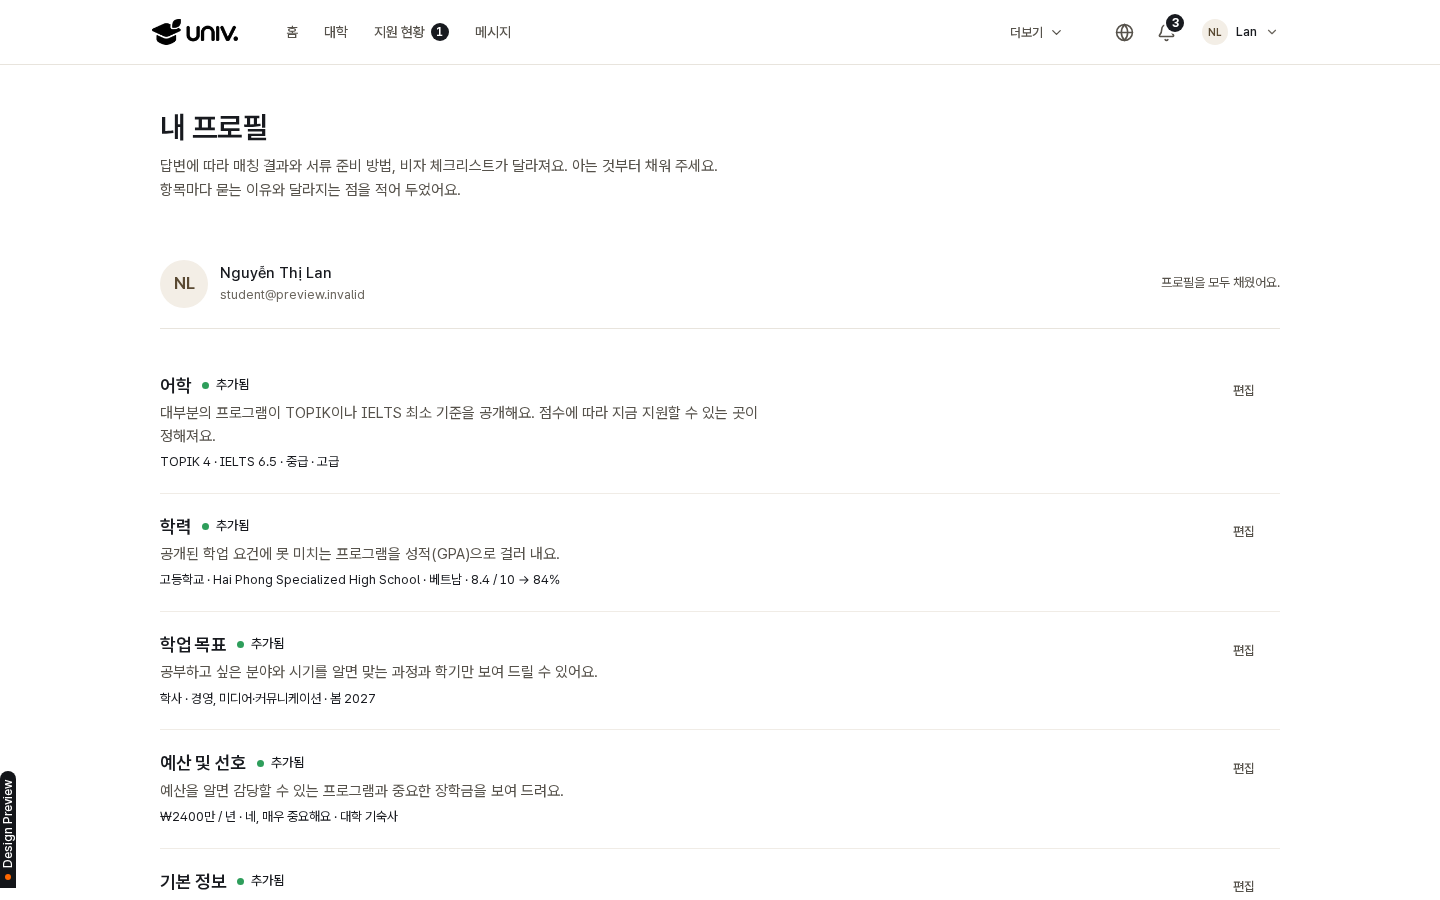 UNIV.
홈
대학
지원 현황 1
메시지
더보기
3
NL Lan
내 프로필
답변에 따라 매칭 결과와 서류 준비 방법, 비자 체크리스트가 달라져요. 아는 것부터 채워 주세요.
항목마다 묻는 이유와 달라지는 점을 적어 두었어요.
NL
Nguyễn Thị Lan
student@preview.invalid
프로필을 모두 채웠어요.
어학 추가됨
편집
대부분의 프로그램이 TOPIK이나 IELTS 최소 기준을 공개해요. 점수에 따라 지금 지원할 수 있는 곳이
정해져요.
TOPIK 4 · IELTS 6.5 · 중급 · 고급
학력 추가됨
편집
공개된 학업 요건에 못 미치는 프로그램을 성적(GPA)으로 걸러 내요.
고등학교 · Hai Phong Specialized High School · 베트남 · 8.4 / 10 → 84%
학업 목표 추가됨
편집
공부하고 싶은 분야와 시기를 알면 맞는 과정과 학기만 보여 드릴 수 있어요.
학사 · 경영, 미디어·커뮤니케이션 · 봄 2027
예산 및 선호 추가됨
편집
예산을 알면 감당할 수 있는 프로그램과 중요한 장학금을 보여 드려요.
₩2400만 / 년 · 네, 매우 중요해요 · 대학 기숙사
기본 정보 추가됨
편집
Design Preview